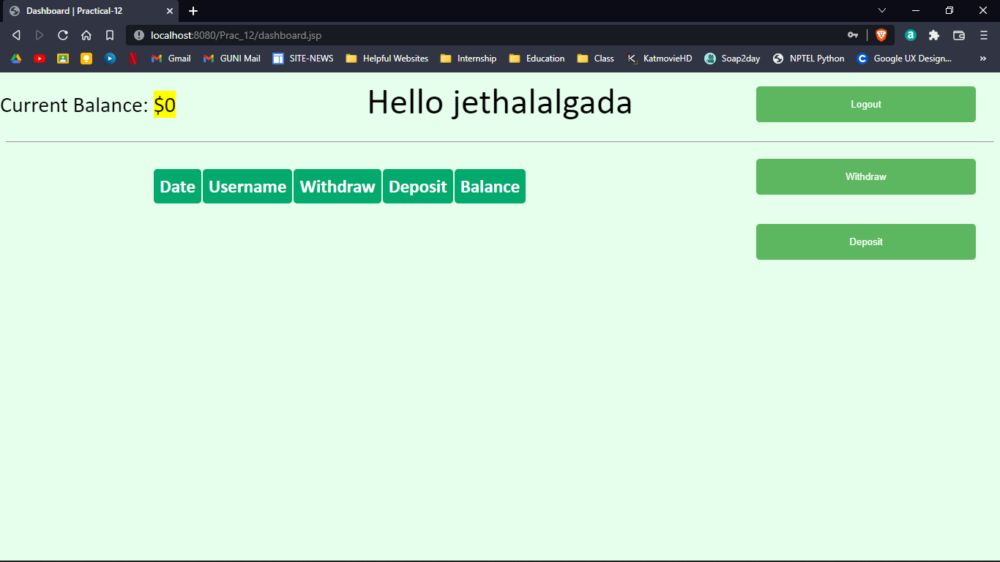 Dashboard | Practical-12
localhost:8080/Prac_12/dashboard.jsp
Gmail GUNI Mail SITE-NEWS Helpful Websites Internship Education Class KatmovieHD Soap2day NPTEL Python Google UX Design...
Current Balance: $0 Hello jethalalgada Logout
Date Username Withdraw Deposit Balance
Withdraw
Deposit